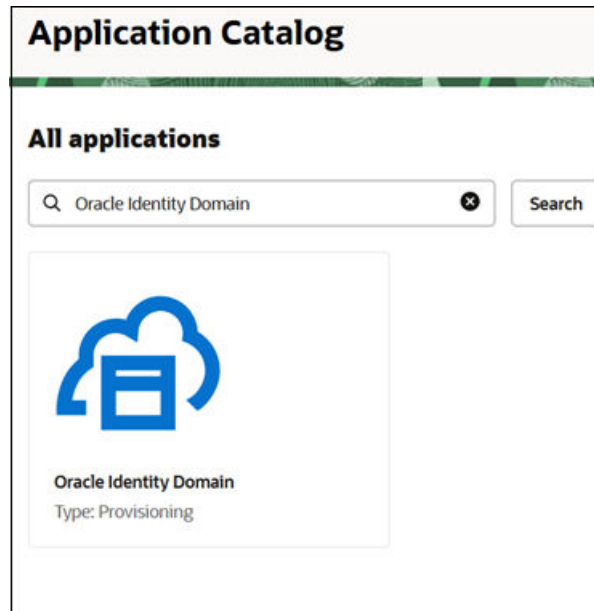 Application Catalog
All applications
Oracle Identity Domain
Search
Oracle Identity Domain
Type: Provisioning